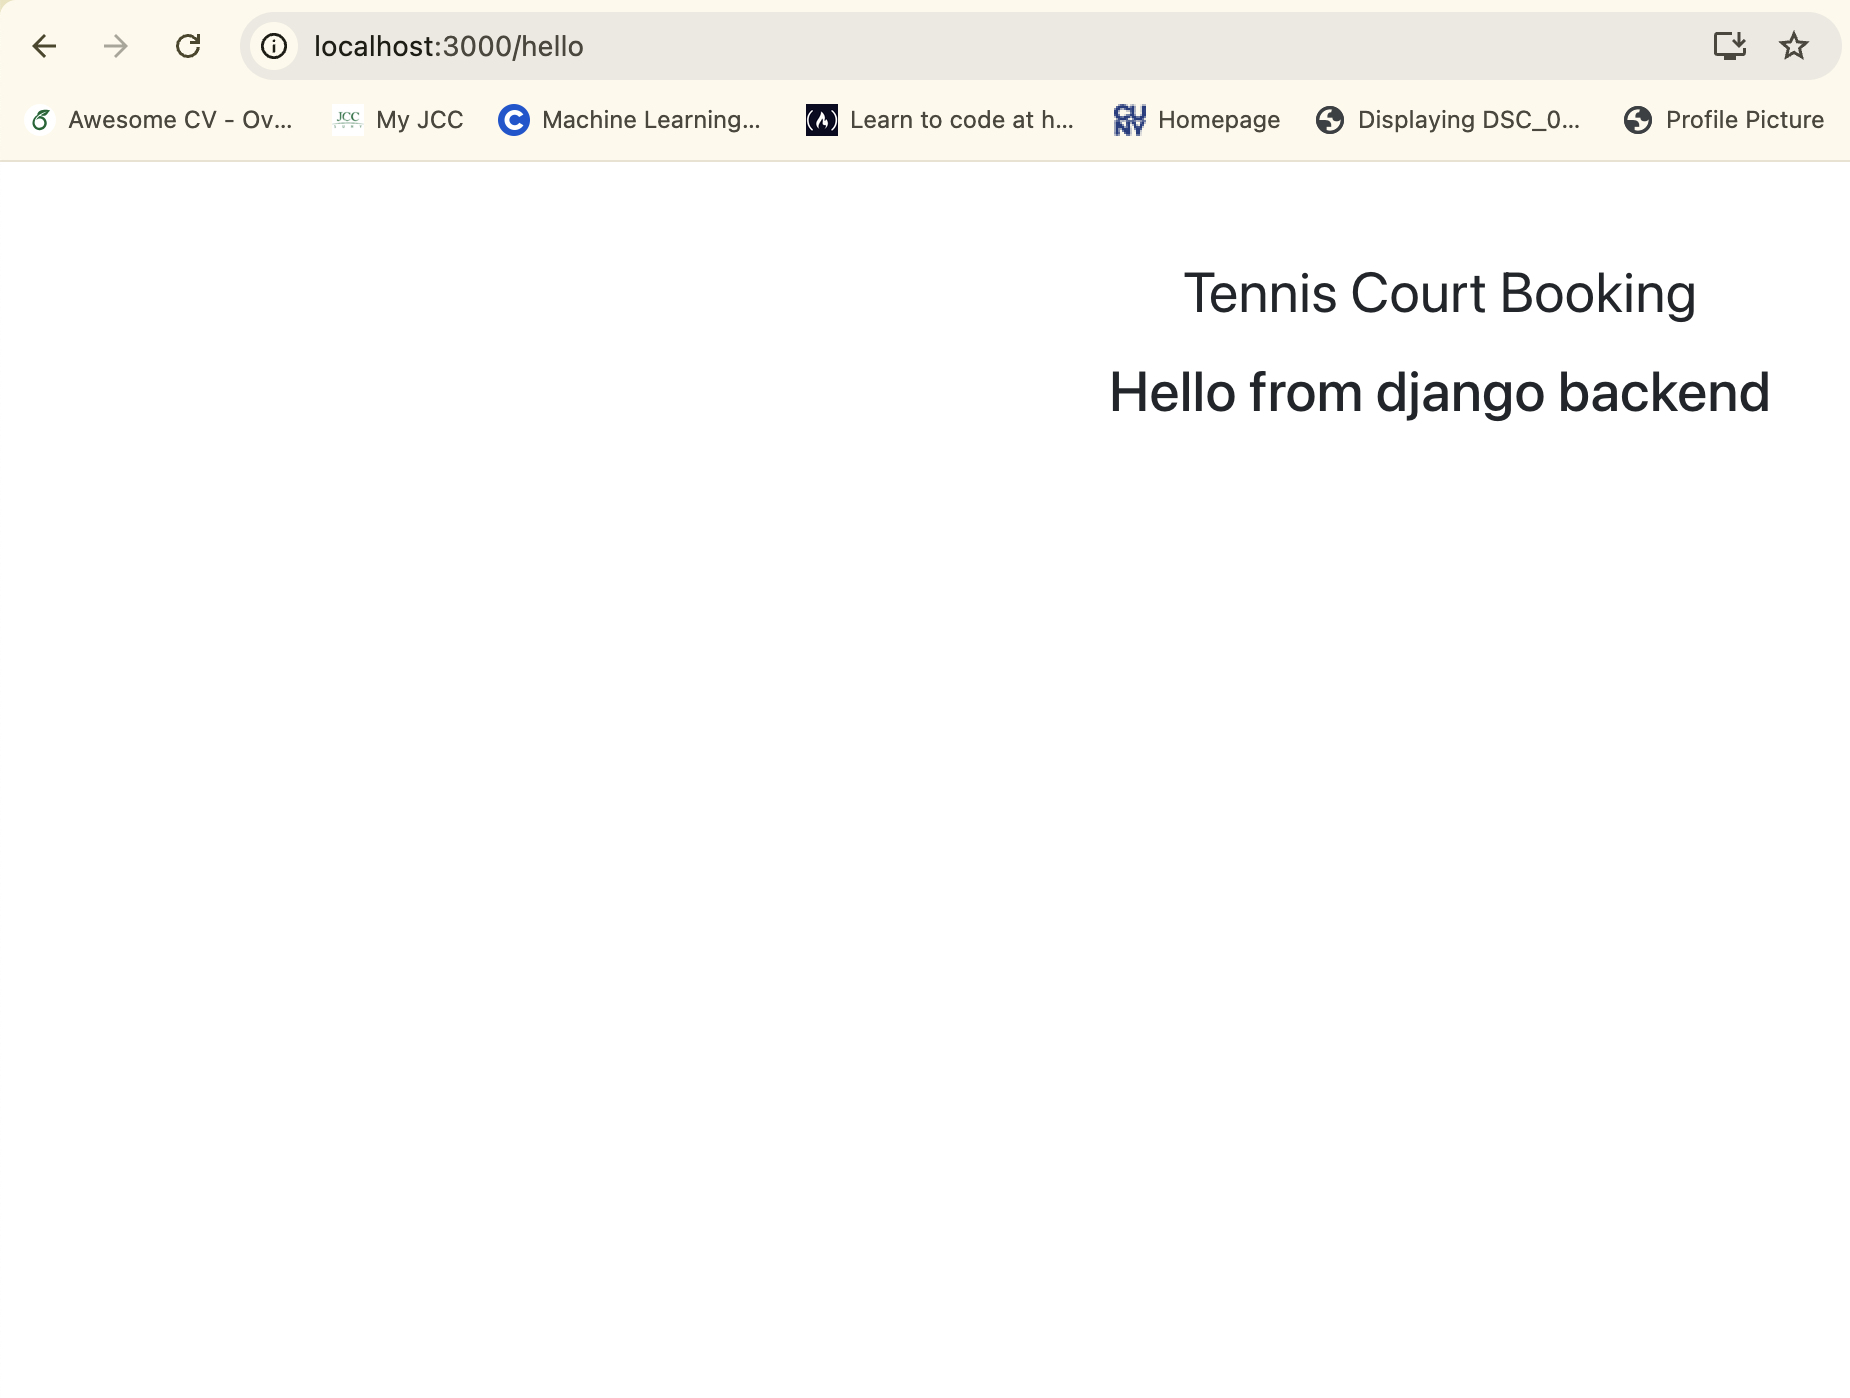 localhost:3000/hello
Awesome CV - Ov... My JCC Machine Learning... Learn to code at h... Homepage Displaying DSC_0... Profile Picture
Tennis Court Booking
Hello from django backend